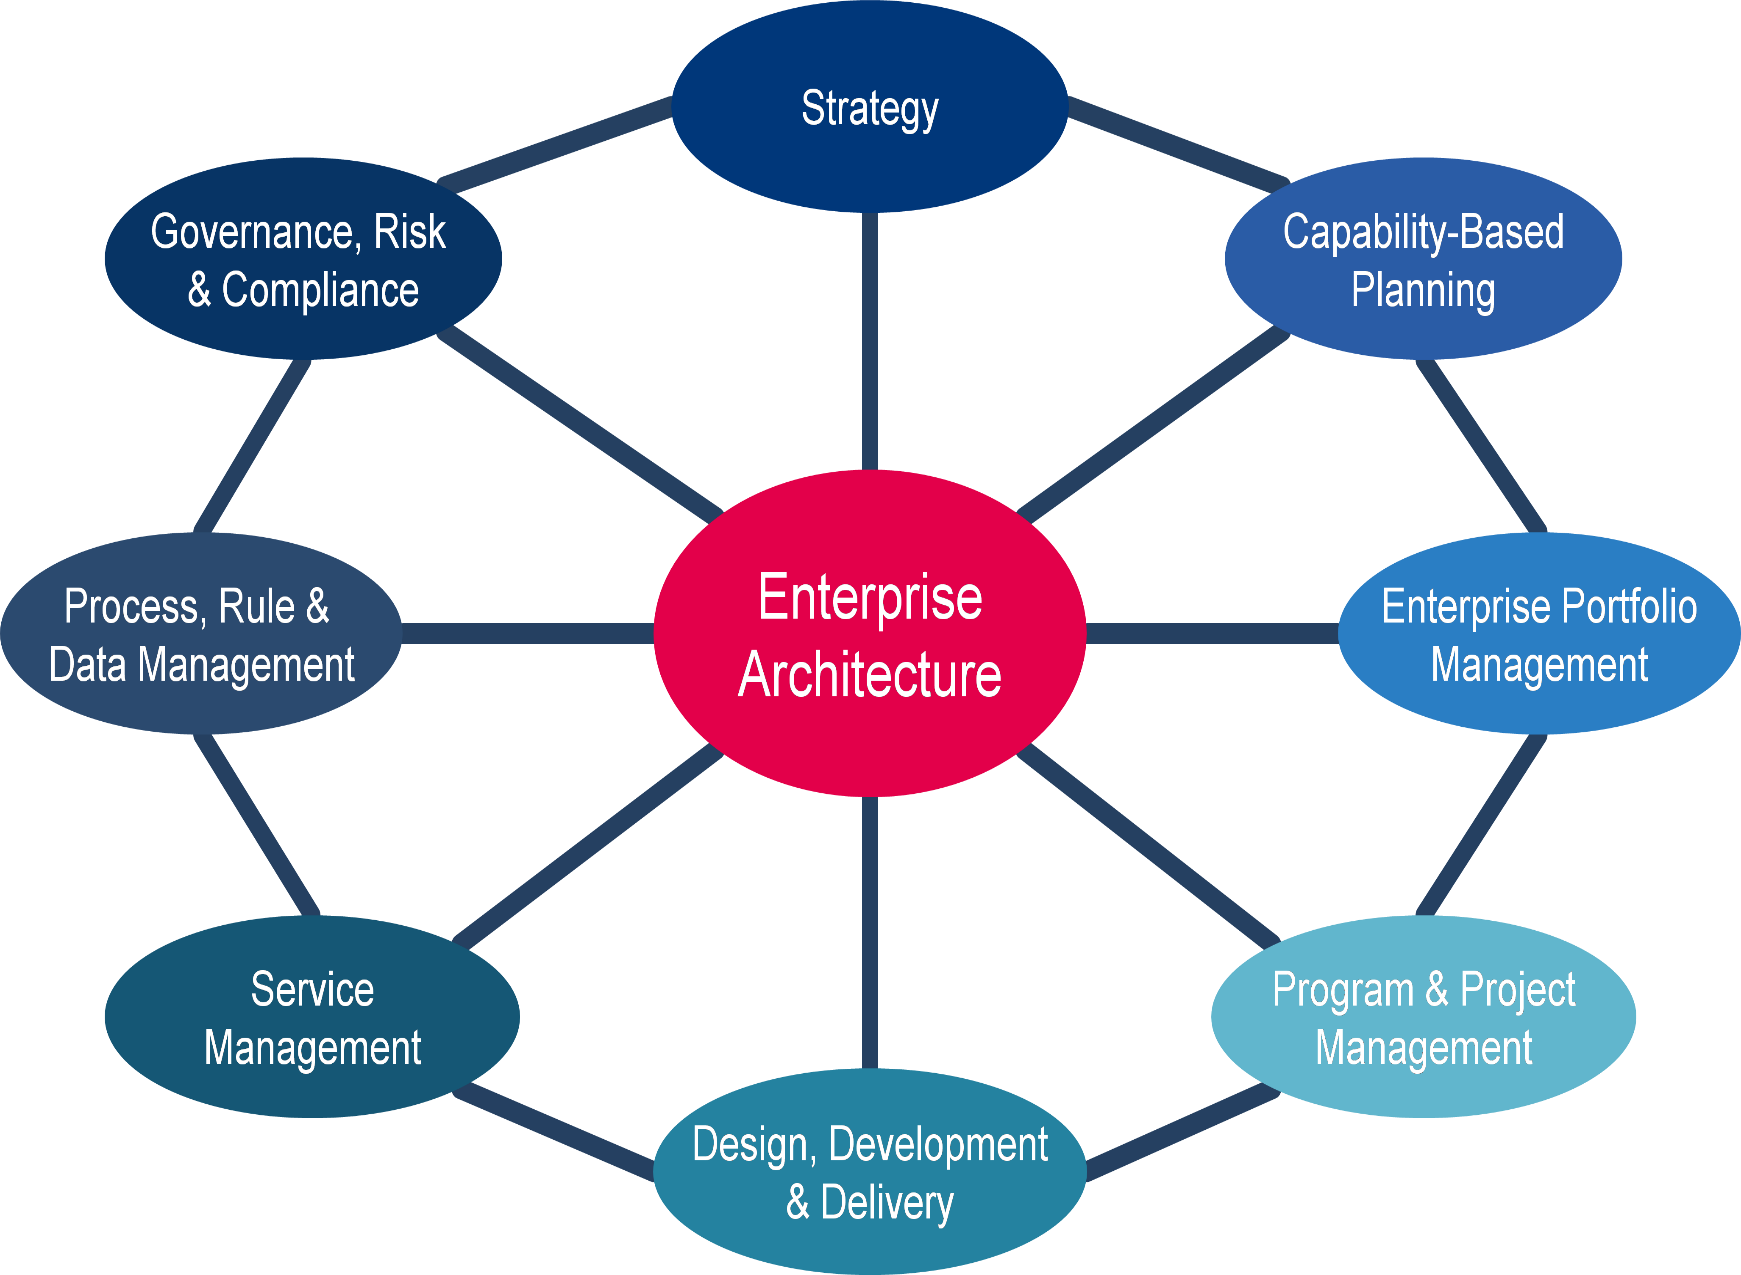 Strategy
Governance, Risk
& Compliance
Capability-Based
Planning
Process, Rule &
Data Management
Enterprise
Architecture
Enterprise Portfolio
Management
Service
Management
Program & Project
Management
Design, Development
& Delivery